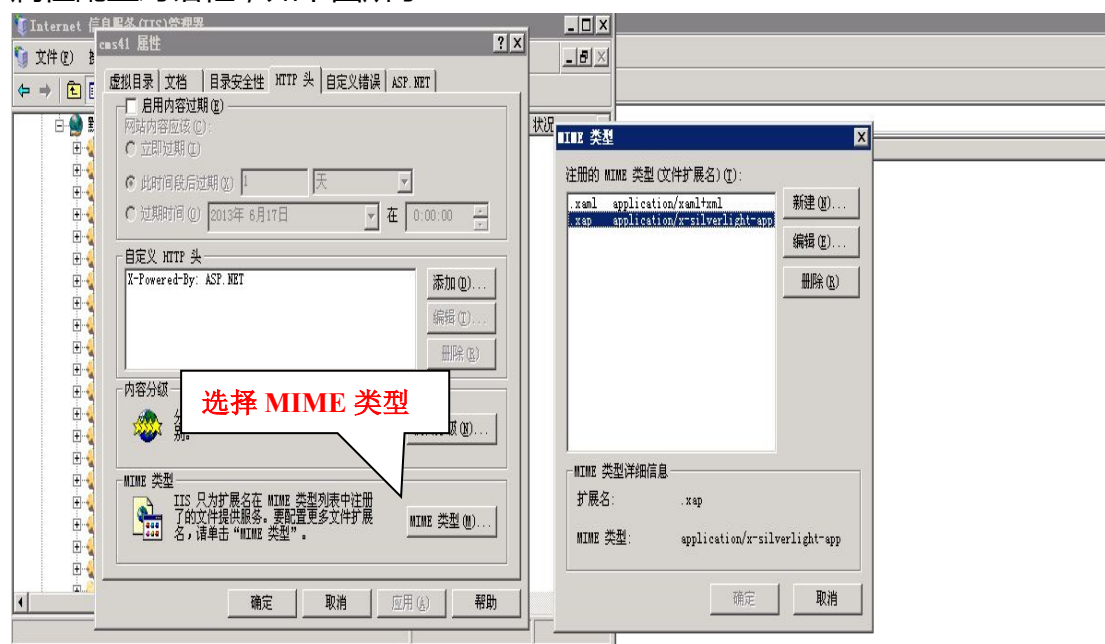 Internet 信息服务(IIS)管理器
文件(F)
状况
cms41 属性
虚拟目录 文档 目录安全性 HTTP 头 自定义错误 ASP.NET
启用内容过期(E)
网站内容应该(C):
立即过期(I)
此时间段后过期(X) 1 天
过期时间(O) 2013年 6月17日 在 0:00:00
自定义 HTTP 头
X-Powered-By: ASP.NET
添加(D)...
编辑(T)...
删除(R)
内容分级
选择 MIME 类型
别。
级(N)...
MIME 类型
IIS 只为扩展名在 MIME 类型列表中注册
了的文件提供服务。要配置更多文件扩展
名,请单击“MIME 类型”。
MIME 类型(M)...
确定 取消 应用(A) 帮助
MIME 类型
注册的 MIME 类型(文件扩展名)(T):
.xaml application/xaml+xml
.xap application/x-silverlight-app
新建(N)...
编辑(E)...
删除(R)
MIME 类型详细信息
扩展名: .xap
MIME 类型: application/x-silverlight-app
确定 取消